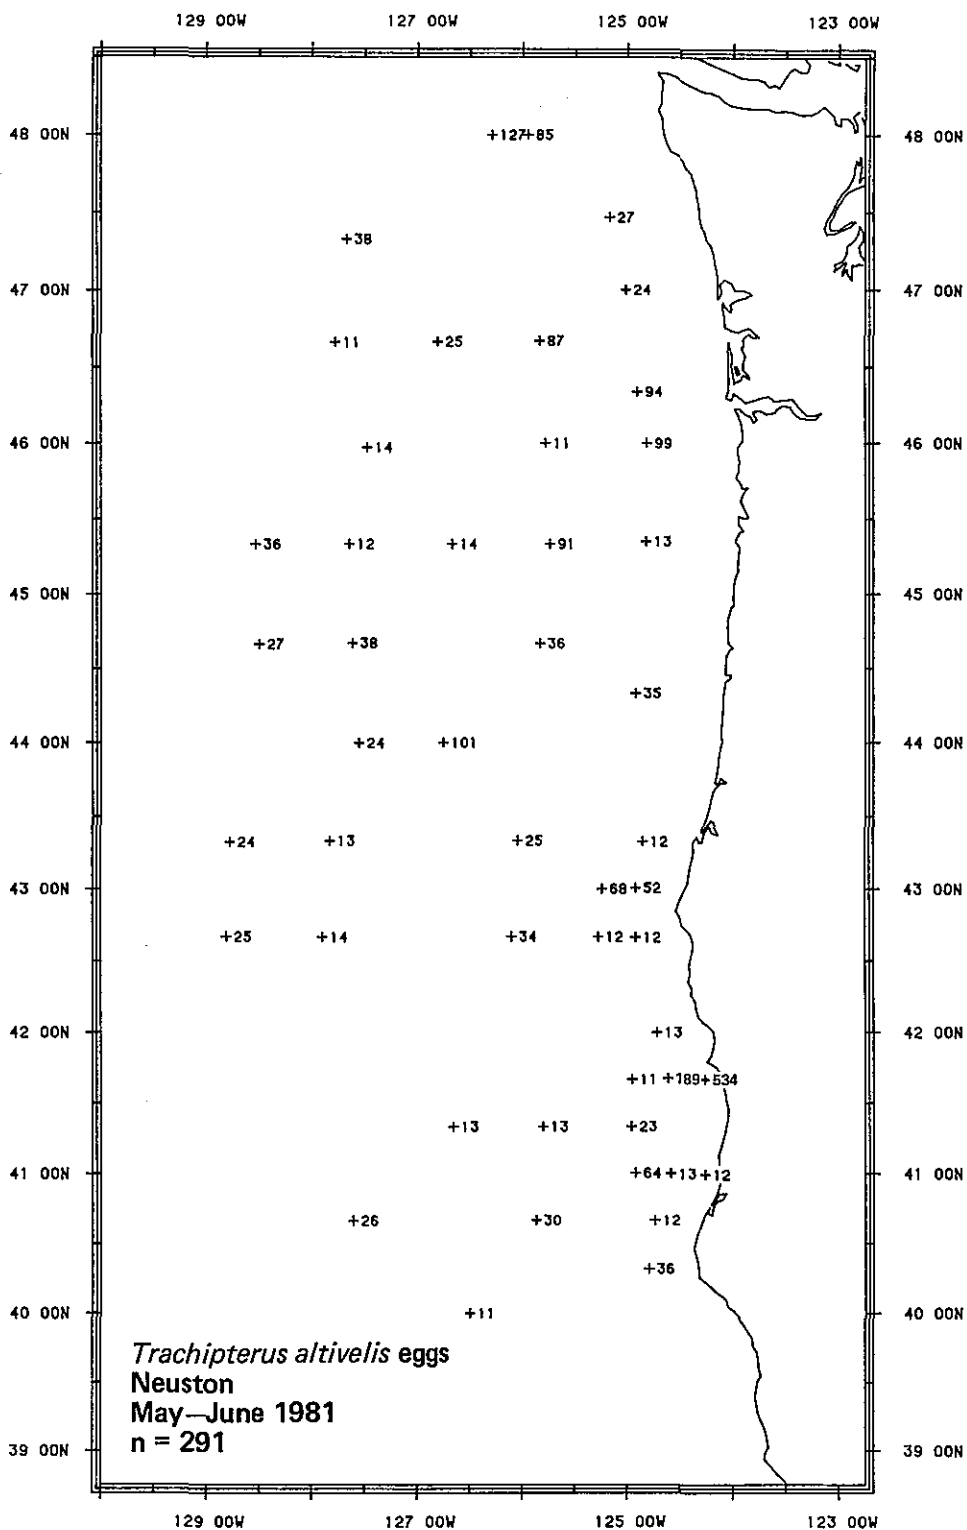 129 00W 127 00W 125 00W 123 00W
48 00N +127+85 48 00N
+27
+38
47 00N +24 47 00N
+11 +25 +87
+94
46 00N +14 +11 +99 46 00N
+36 +12 +14 +91 +13
45 00N 45 00N
+27 +38 +36
+35
44 00N +24 +101 44 00N
+24 +13 +25 +12
43 00N +68 +52 43 00N
+25 +14 +34 +12 +12
42 00N +13 42 00N
+11 +189 +534
+13 +13 +23
41 00N +64 +13 +12 41 00N
+26 +30 +12
+36
40 00N +11 40 00N
Trachipterus altivelis eggs
Neuston
May—June 1981
n = 291
39 00N 39 00N
129 00W 127 00W 125 00W 123 00W